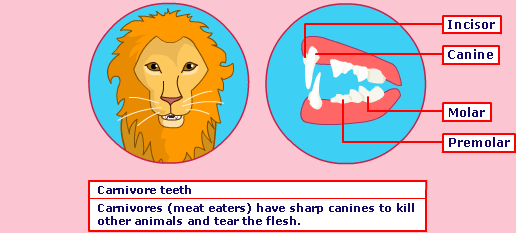 Incisor
Canine
Molar
Premolar
Carnivore teeth
Carnivores (meat eaters) have sharp canines to kill
other animals and tear the flesh.